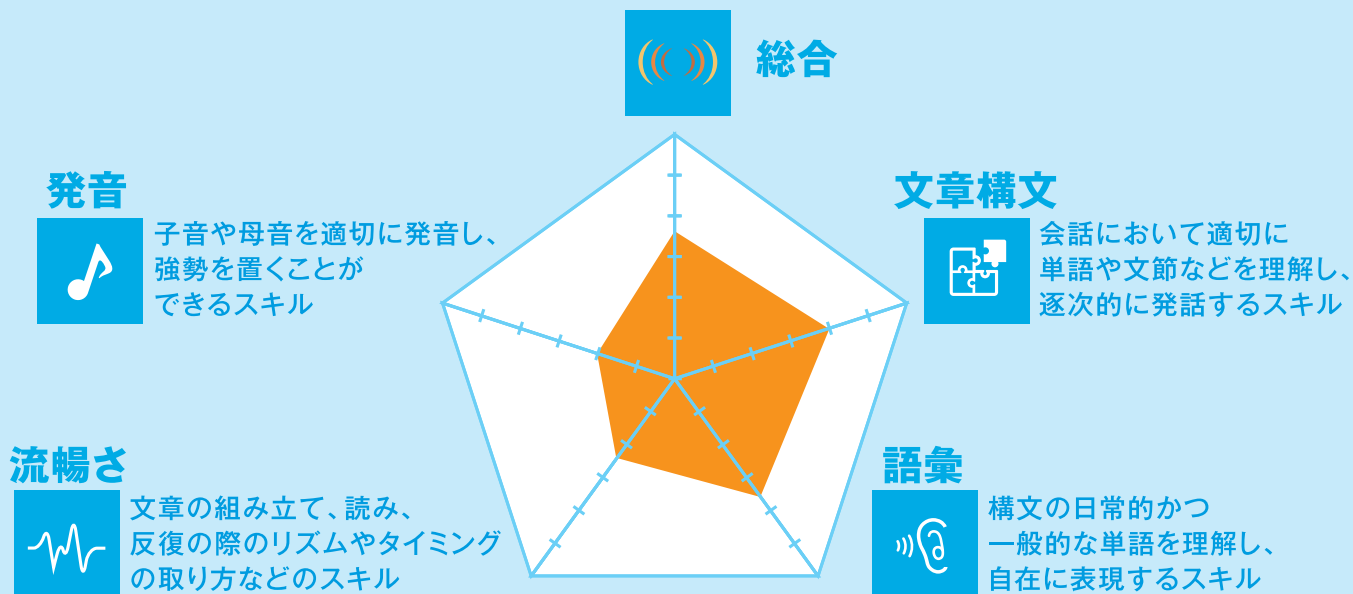 総合
発音
子音や母音を適切に発音し、
強勢を置くことが
できるスキル
文章構文
会話において適切に
単語や文節などを理解し、
逐次的に発話するスキル
流暢さ
文章の組み立て、読み、
反復の際のリズムやタイミング
の取り方などのスキル
語彙
構文の日常的かつ
一般的な単語を理解し、
自在に表現するスキル